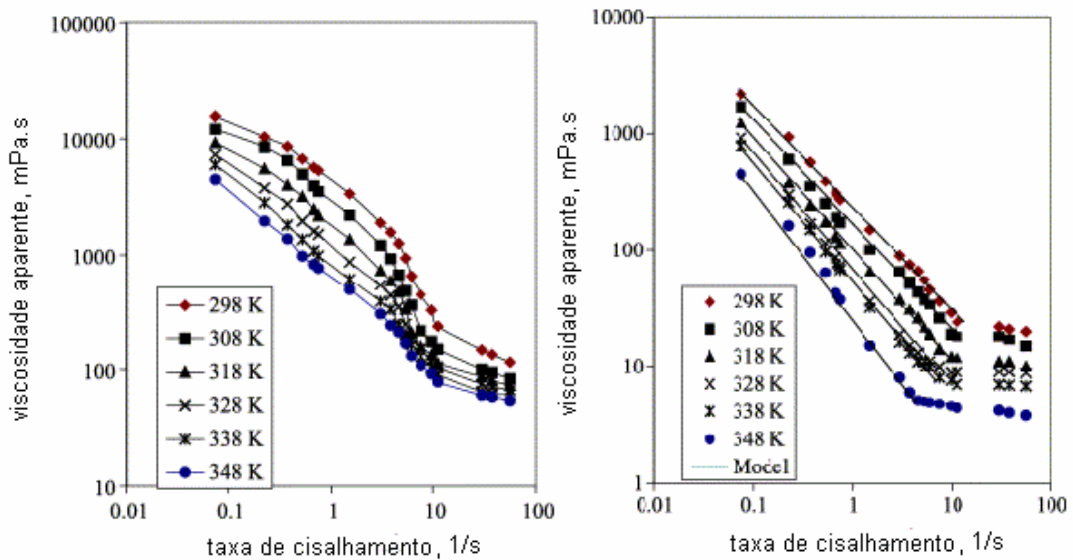 100000
10000
1000
100
10
0.01
0.1
1
10
100
viscosidade aparente, mPa.s
taxa de cisalhamento, 1/s
298 K
308 K
318 K
328 K
338 K
348 K
10000
1000
100
10
1
0.01
0.1
1
10
100
viscosidade aparente, mPa.s
taxa de cisalhamento, 1/s
298 K
308 K
318 K
328 K
338 K
348 K
Model